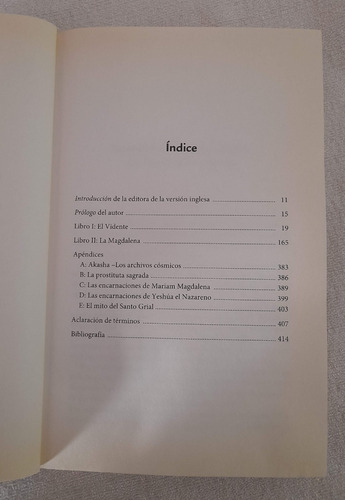 Índice
Introducción de la editora de la versión inglesa 11
Prólogo del autor 15
Libro I: El Vidente 19
Libro II: La Magdalena 165
Apéndices
A: Akasha –Los archivos cósmicos 383
B: La prostituta sagrada 386
C: Las encarnaciones de Mariam Magdalena 389
D: Las encarnaciones de Yeshúa el Nazareno 399
E: El mito del Santo Grial 403
Aclaración de términos 407
Bibliografía 414